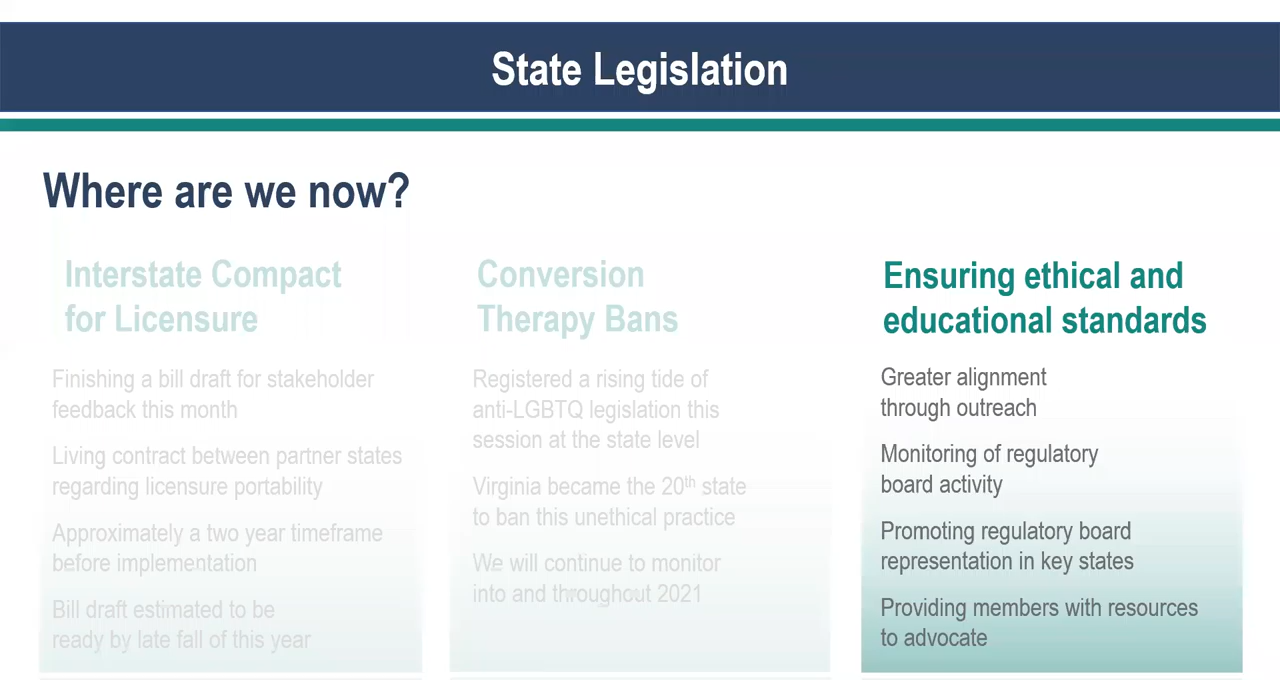 State Legislation
Where are we now?
Interstate Compact
for Licensure
Finishing a bill draft for stakeholder
feedback this month
Living contract between partner states
regarding licensure portability
Approximately a two year timeframe
before implementation
Bill draft estimated to be
ready by late fall of this year
Conversion
Therapy Bans
Registered a rising tide of
anti-LGBTQ legislation this
session at the state level
Virginia became the 20th state
to ban this unethical practice
We will continue to monitor
into and throughout 2021
Ensuring ethical and
educational standards
Greater alignment
through outreach
Monitoring of regulatory
board activity
Promoting regulatory board
representation in key states
Providing members with resources
to advocate